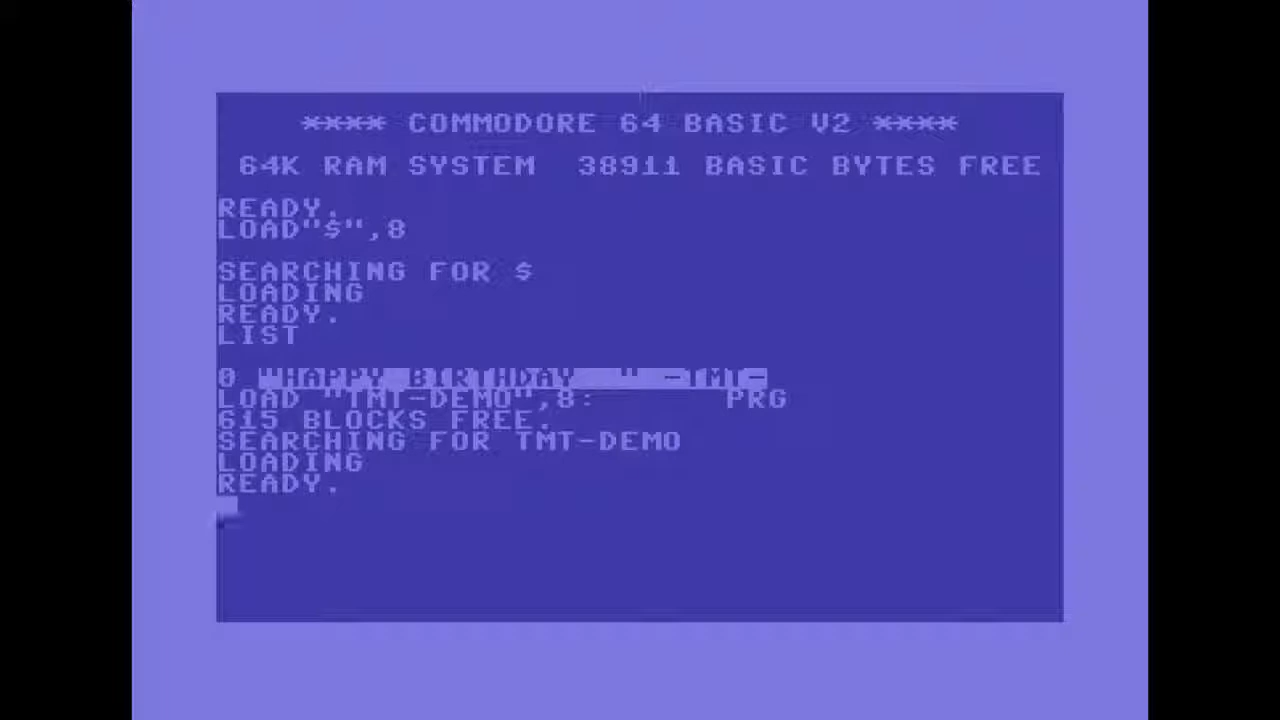 **** COMMODORE 64 BASIC V2 ****
64K RAM SYSTEM  38911 BASIC BYTES FREE
READY.
LOAD"$",8
SEARCHING FOR $
LOADING
READY.
LIST
0 "HAPPY BIRTHDAY  " -TMT-
LOAD "TMT-DEMO",8:      PRG
615 BLOCKS FREE.
SEARCHING FOR TMT-DEMO
LOADING
READY.